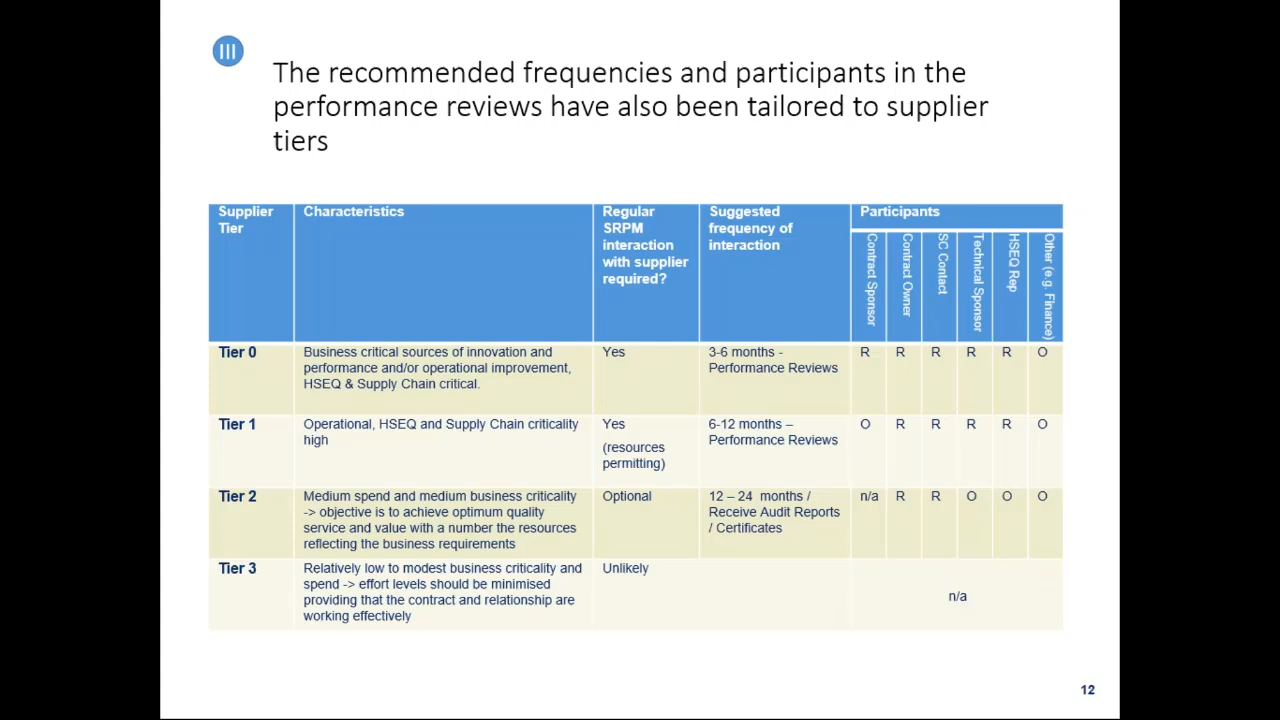 III
The recommended frequencies and participants in the
performance reviews have also been tailored to supplier
tiers
Supplier
Tier
Characteristics
Regular
SRPM
interaction
with supplier
required?
Suggested
frequency of
interaction
Participants
Contract Sponsor
Contract Owner
SC Contact
Technical Sponsor
HSEQ Rep
Other (e.g. Finance)
Tier 0
Business critical sources of innovation and
performance and/or operational improvement,
HSEQ & Supply Chain critical.
Yes
3-6 months -
Performance Reviews
R
R
R
R
R
O
Tier 1
Operational, HSEQ and Supply Chain criticality
high
Yes
(resources
permitting)
6-12 months –
Performance Reviews
O
R
R
R
R
O
Tier 2
Medium spend and medium business criticality
-> objective is to achieve optimum quality
service and value with a number the resources
reflecting the business requirements
Optional
12 – 24 months /
Receive Audit Reports
/ Certificates
n/a
R
R
O
O
O
Tier 3
Relatively low to modest business criticality and
spend -> effort levels should be minimised
providing that the contract and relationship are
working effectively
Unlikely
n/a
12